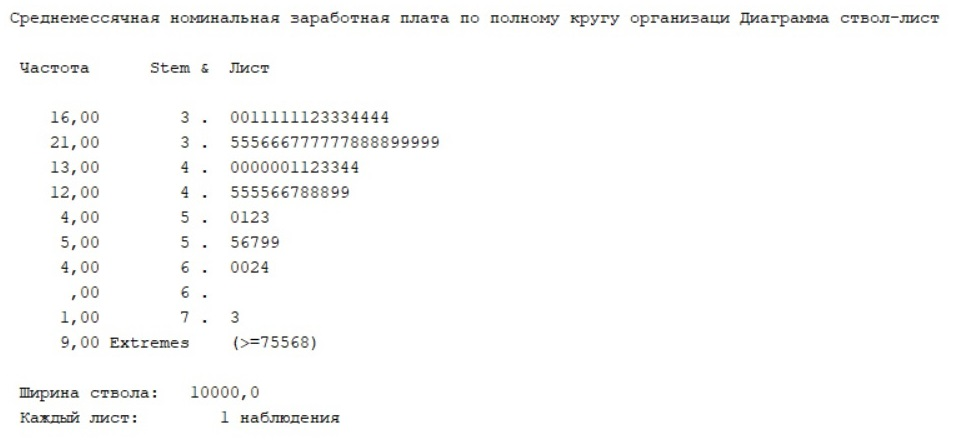 Среднемессячная номинальная заработная плата по полному кругу организаци Диаграмма ствол-лист
Частота Stem & Лист
16,00 3 . 0011111123334444
21,00 3 . 555666777777888899999
13,00 4 . 0000001123344
12,00 4 . 555566788899
4,00 5 . 0123
5,00 5 . 56799
4,00 6 . 0024
,00 6 .
1,00 7 . 3
9,00 Extremes (>=75568)
Ширина ствола: 10000,0
Каждый лист: 1 наблюдения